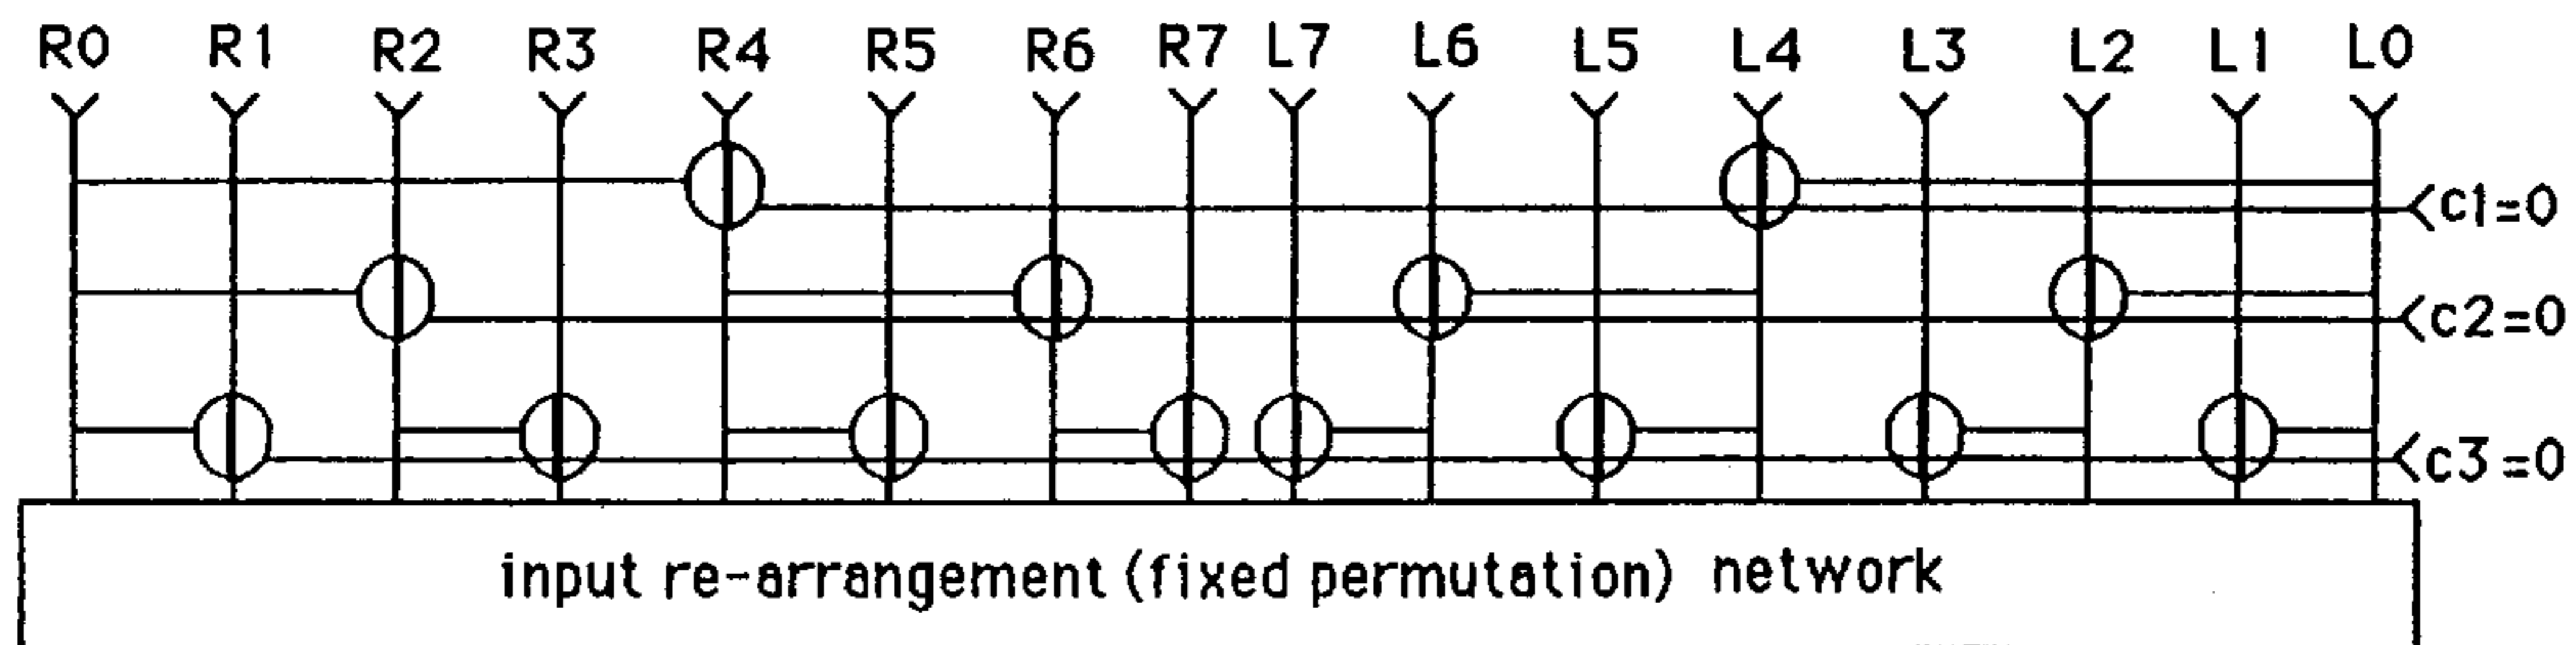 R0 R1 R2 R3 R4 R5 R6 R7 L7 L6 L5 L4 L3 L2 L1 L0
c1=0
c2=0
c3=0
input re-arrangement (fixed permutation) network